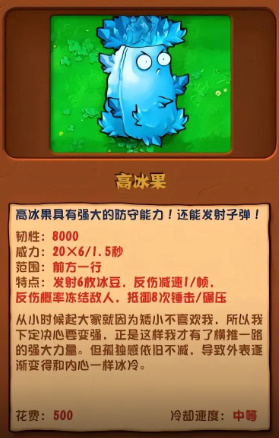 高冰果
高冰果具有强大的防守能力！还能发射子弹！
韧性：8000
威力：20×6/1.5秒
范围：前方一行
特点：发射6枚冰豆，反伤减速1/帧，
反伤概率冻结敌人，抵御8次锤击/碾压
从小时候起大家就因为矮小不喜欢我，所以我
下定决心要变强，正是这样我才有了横推一路
的强大力量。但孤独感依旧不减，导致外表逐
渐变得和内心一样冰冷。
花费：500 冷却速度：中等